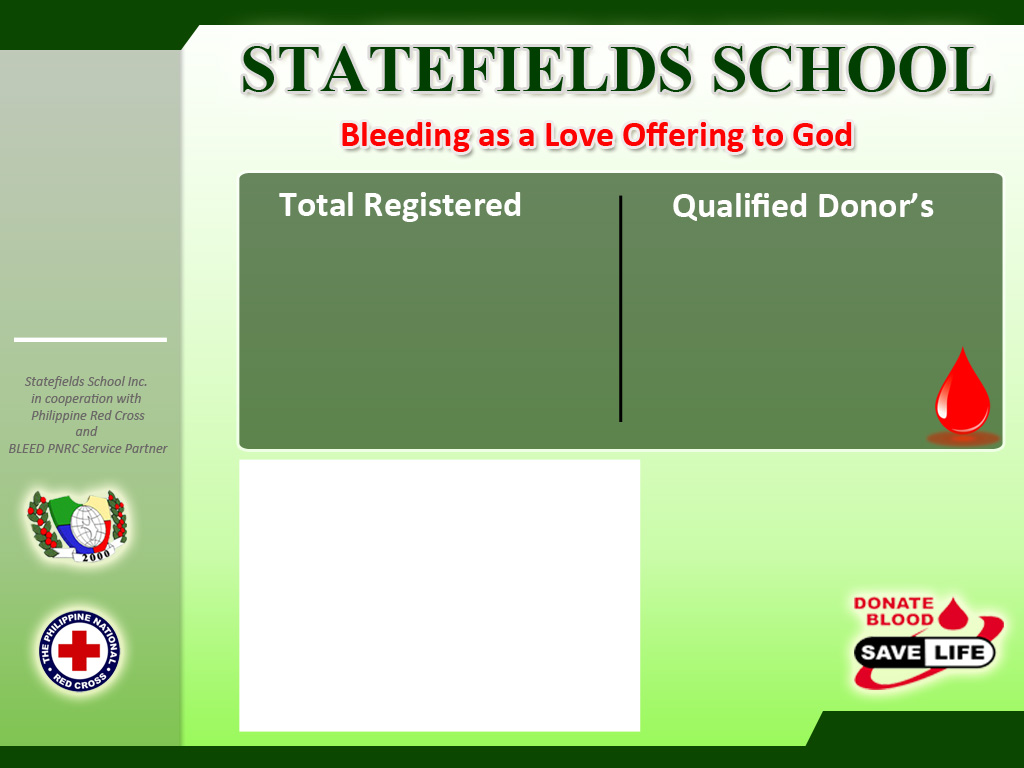 STATEFIELDS SCHOOL
Bleeding as a Love Offering to God
Total Registered
Qualified Donor’s
Statefields School Inc.
in cooperation with
Philippine Red Cross
and
BLEED PNRC Service Partner
2000
THE PHILIPPINE NATIONAL
RED CROSS
DONATE
BLOOD
SAVE LIFE